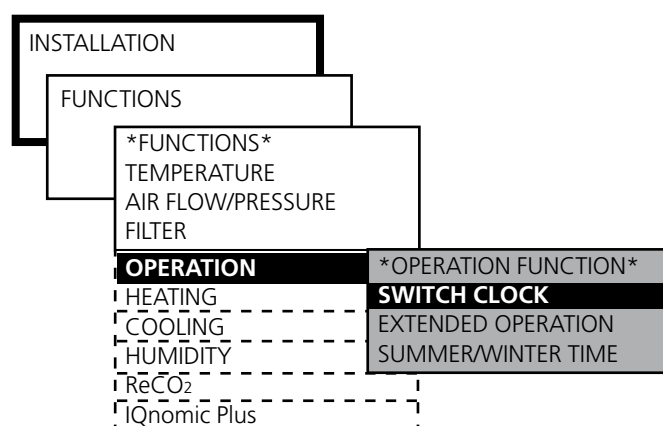 INSTALLATION
FUNCTIONS
*FUNCTIONS*
TEMPERATURE
AIR FLOW/PRESSURE
FILTER
OPERATION
HEATING
COOLING
HUMIDITY
ReCO2
IQnomic Plus
*OPERATION FUNCTION*
SWITCH CLOCK
EXTENDED OPERATION
SUMMER/WINTER TIME